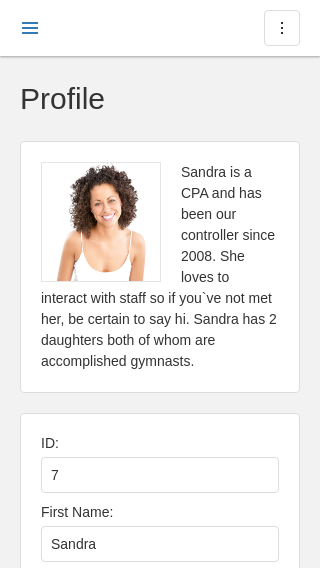 Profile
Sandra is a
CPA and has
been our
controller since
2008. She
loves to
interact with staff so if you`ve not met
her, be certain to say hi. Sandra has 2
daughters both of whom are
accomplished gymnasts.
ID:
7
First Name:
Sandra